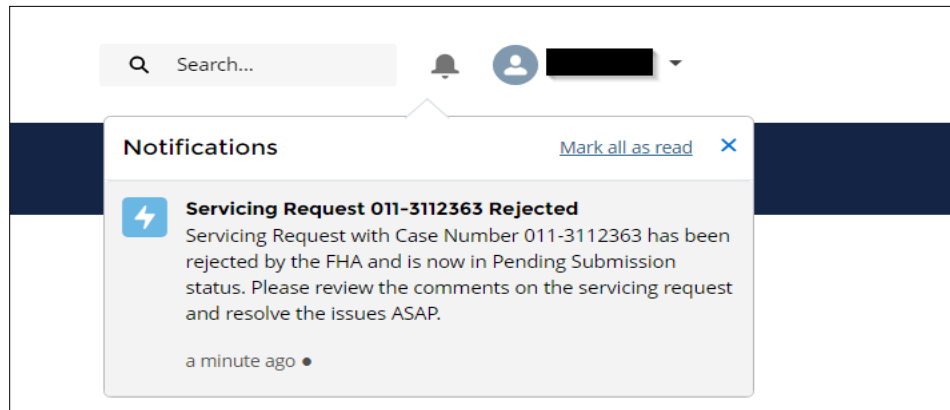 Search...
Notifications
Mark all as read
Servicing Request 011-3112363 Rejected
Servicing Request with Case Number 011-3112363 has been
rejected by the FHA and is now in Pending Submission
status. Please review the comments on the servicing request
and resolve the issues ASAP.
a minute ago